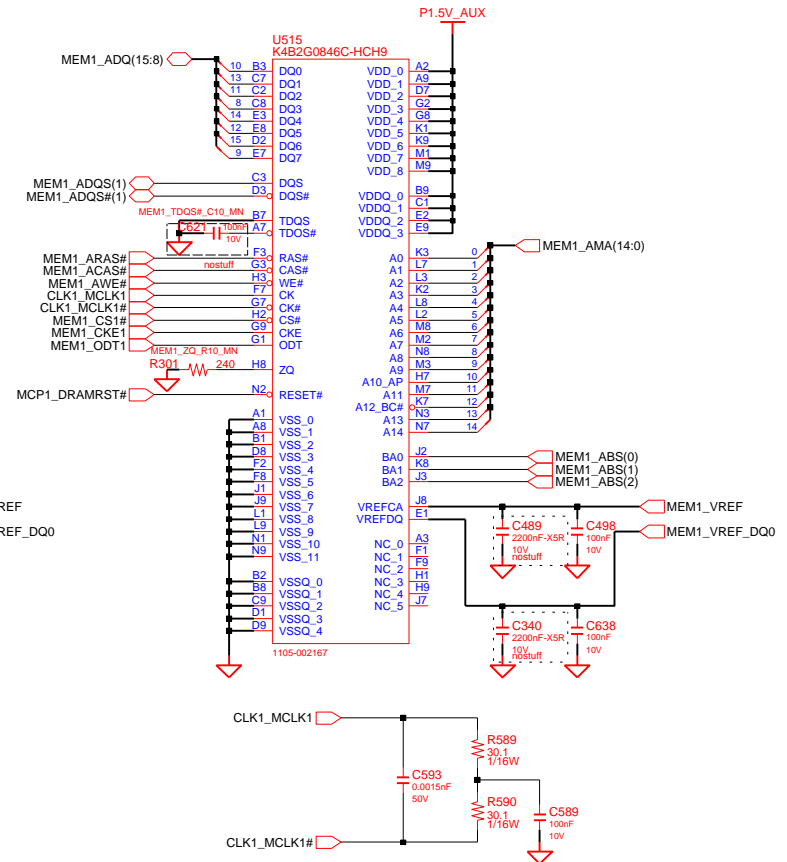 P1.5V_AUX
U515
K4B2G0846C-HCH9
MEM1_ADQ(15:8)
10 B3 DQ0 VDD_0 A2
13 C7 DQ1 VDD_1 A9
11 C2 DQ2 VDD_2 D7
8 C8 DQ3 VDD_3 G2
14 E3 DQ4 VDD_4 G8
12 E8 DQ5 VDD_5 K1
15 D2 DQ6 VDD_6 K9
9 E7 DQ7 VDD_7 M1
VDD_8 M9
MEM1_ADQS(1) C3 DQS
MEM1_ADQS#(1) D3 DQS#
VDDQ_0 B9
VDDQ_1 C1
VDDQ_2 E2
VDDQ_3 E9
MEM1_TDQS#_C10_MN
B7 TDQS
A7 TDOS#
C621 100nF
10V
nostuff
MEM1_ARAS# F3 RAS#
MEM1_ACAS# G3 CAS#
MEM1_AWE# H3 WE#
CLK1_MCLK1 F7 CK
CLK1_MCLK1# G7 CK#
MEM1_CS1# H2 CS#
MEM1_CKE1 G9 CKE
MEM1_ODT1 G1 ODT
MEM1_AMA(14:0)
A0 K3 0
A1 L7 1
A2 L3 2
A3 K2 3
A4 L8 4
A5 L2 5
A6 M8 6
A7 M2 7
A8 N8 8
A9 M3 9
A10_AP H7 10
A11 M7 11
A12_BC# K7 12
A13 N3 13
A14 N7 14
MEM1_ZQ_R10_MN
R301 240 H8 ZQ
MCP1_DRAMRST# N2 RESET#
A1 VSS_0
A8 VSS_1
B1 VSS_2
D8 VSS_3
F2 VSS_4
F8 VSS_5
J1 VSS_6
J9 VSS_7
L1 VSS_8
L9 VSS_9
N1 VSS_10
N9 VSS_11
B2 VSSQ_0
B8 VSSQ_1
C9 VSSQ_2
D1 VSSQ_3
D9 VSSQ_4
BA0 J2 MEM1_ABS(0)
BA1 K8 MEM1_ABS(1)
BA2 J3 MEM1_ABS(2)
VREFCA J8 MEM1_VREF
VREFDQ E1 MEM1_VREF_DQ0
REF
REF_DQ0
C489
2200nF-X5R
10V
nostuff
C498
100nF
10V
NC_0 A3
NC_1 F1
NC_2 F9
NC_3 H1
NC_4 H9
NC_5 J7
C340
2200nF-X5R
10V
nostuff
C638
100nF
10V
1105-002167
CLK1_MCLK1
R589
30.1
1/16W
C593
0.0015nF
50V
R590
30.1
1/16W
C589
100nF
10V
CLK1_MCLK1#